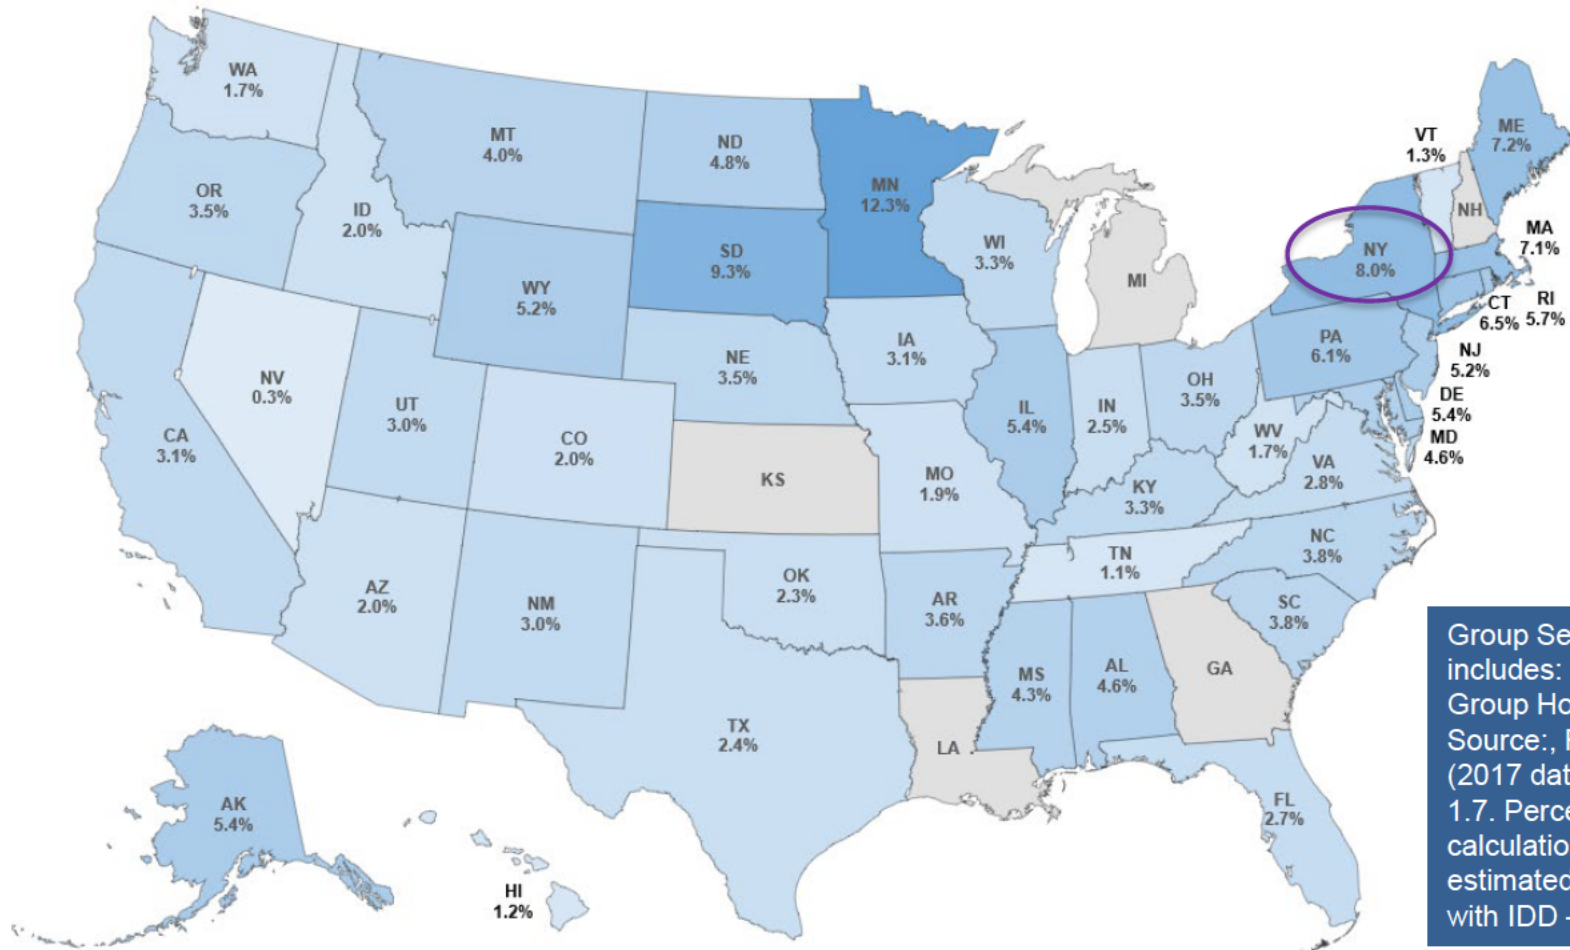 WA
1.7%
MT
4.0%
ND
4.8%
MN
12.3%
VT
1.3%
ME
7.2%
OR
3.5%
ID
2.0%
WY
5.2%
SD
9.3%
WI
3.3%
MI
NY
8.0%
NH
MA
7.1%
CT
6.5%
RI
5.7%
NV
0.3%
UT
3.0%
CO
2.0%
NE
3.5%
IA
3.1%
IL
5.4%
IN
2.5%
OH
3.5%
PA
6.1%
NJ
5.2%
DE
5.4%
MD
4.6%
CA
3.1%
KS
MO
1.9%
KY
3.3%
WV
1.7%
VA
2.8%
AZ
2.0%
NM
3.0%
OK
2.3%
AR
3.6%
TN
1.1%
NC
3.8%
SC
3.8%
MS
4.3%
AL
4.6%
GA
TX
2.4%
LA
FL
2.7%
AK
5.4%
HI
1.2%
Group Se
includes:
Group Ho
Source:,
(2017 dat
1.7. Perce
calculatio
estimated
with IDD -